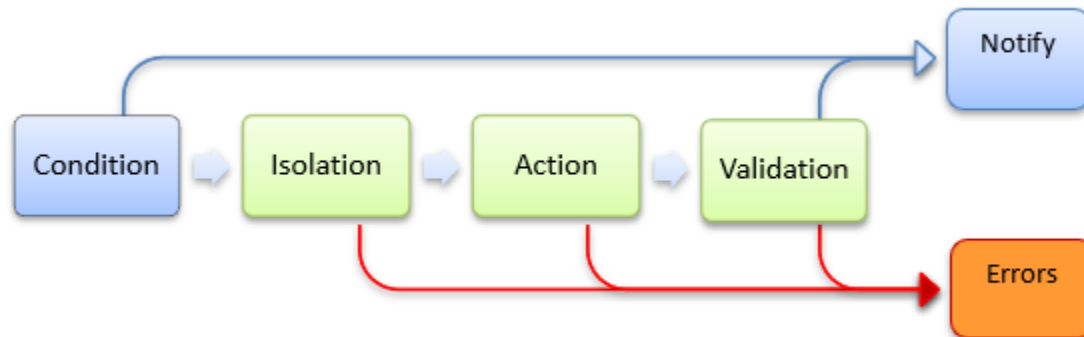 Notify
Condition
Isolation
Action
Validation
Errors